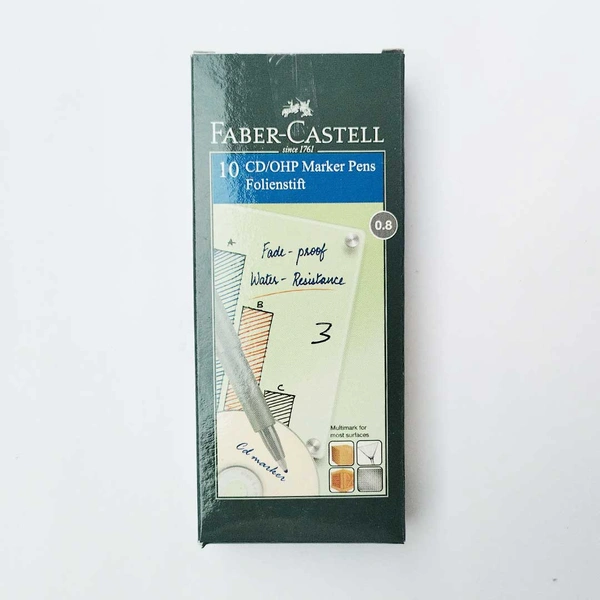 FABER-CASTELL
since 1761
10 CD/OHP Marker Pens
Folienstift
0.8
A
Fade-proof
Water-Resistance
B
3
C
Multimark for
most surfaces
Cd marker